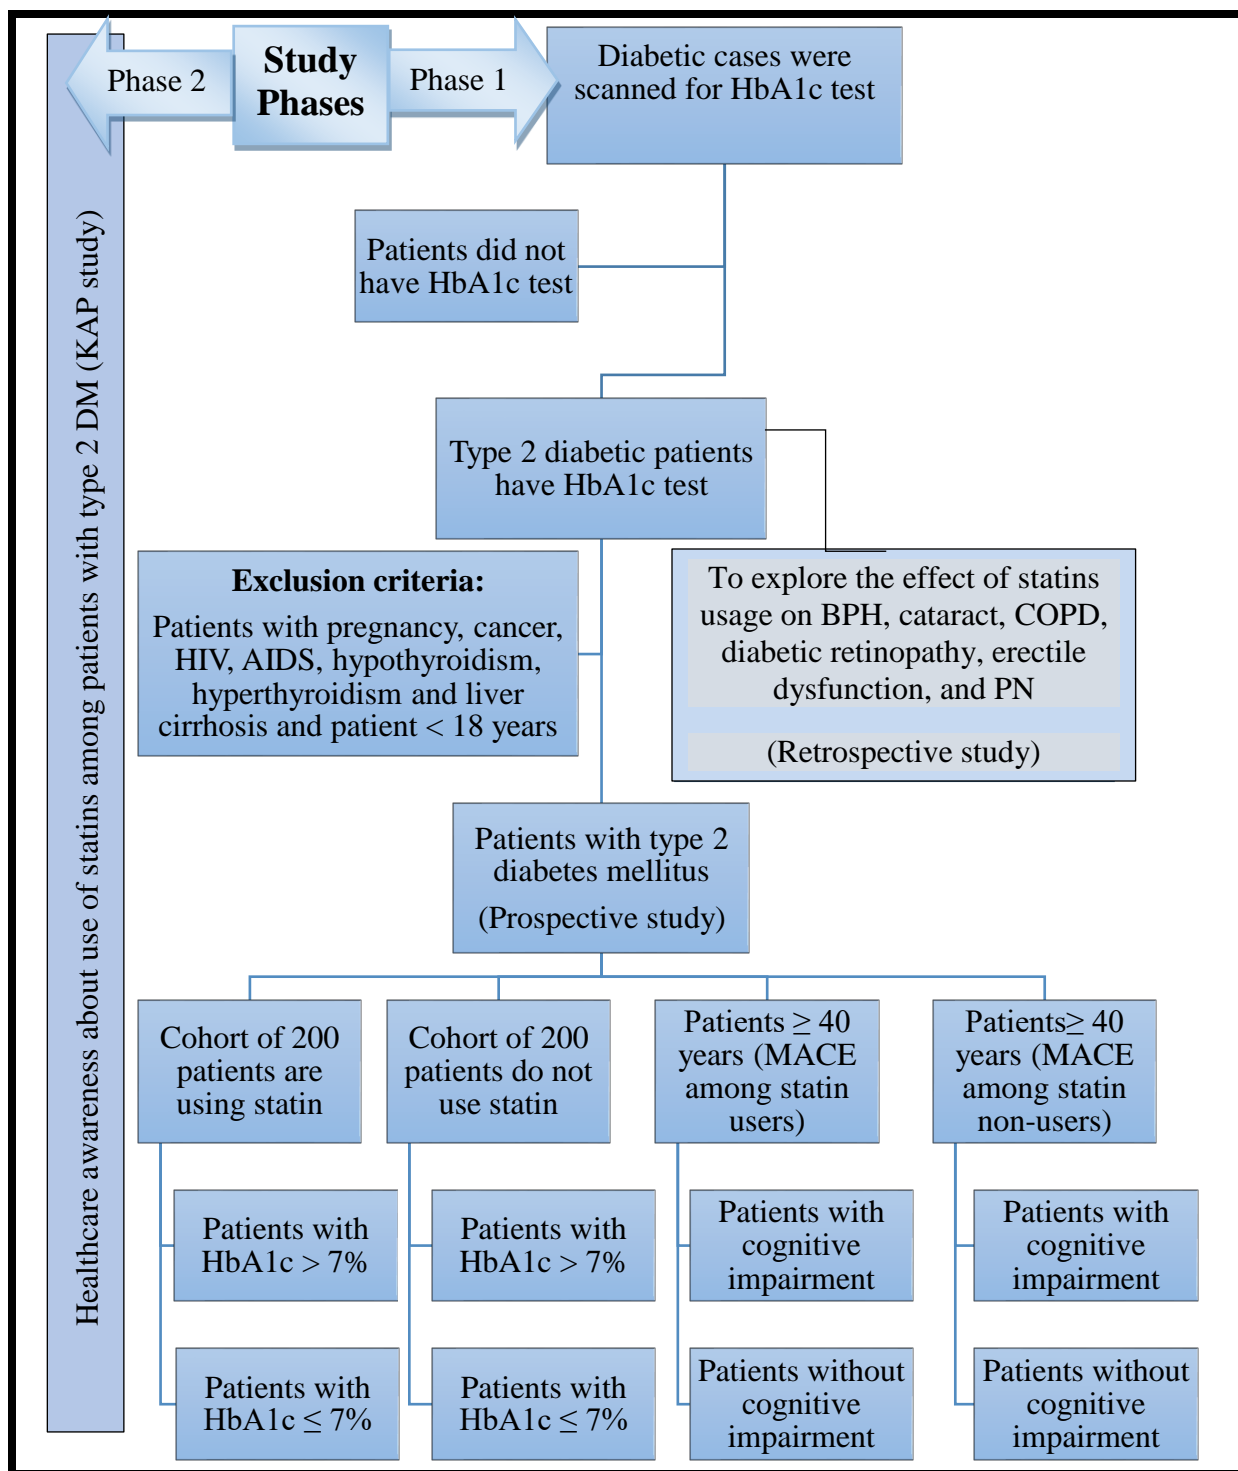 Phase 2
Study
Phases
Phase 1
Diabetic cases were
scanned for HbA1c test
Healthcare awareness about use of statins among patients with type 2 DM (KAP study)
Patients did not
have HbA1c test
Type 2 diabetic patients
have HbA1c test
Exclusion criteria:
Patients with pregnancy, cancer,
HIV, AIDS, hypothyroidism,
hyperthyroidism and liver
cirrhosis and patient < 18 years
To explore the effect of statins
usage on BPH, cataract, COPD,
diabetic retinopathy, erectile
dysfunction, and PN
(Retrospective study)
Patients with type 2
diabetes mellitus
(Prospective study)
Cohort of 200
patients are
using statin
Cohort of 200
patients do not
use statin
Patients ≥ 40
years (MACE
among statin
users)
Patients≥ 40
years (MACE
among statin
non-users)
Patients with
HbA1c > 7%
Patients with
HbA1c > 7%
Patients with
cognitive
impairment
Patients with
cognitive
impairment
Patients with
HbA1c ≤ 7%
Patients with
HbA1c ≤ 7%
Patients without
cognitive
impairment
Patients without
cognitive
impairment